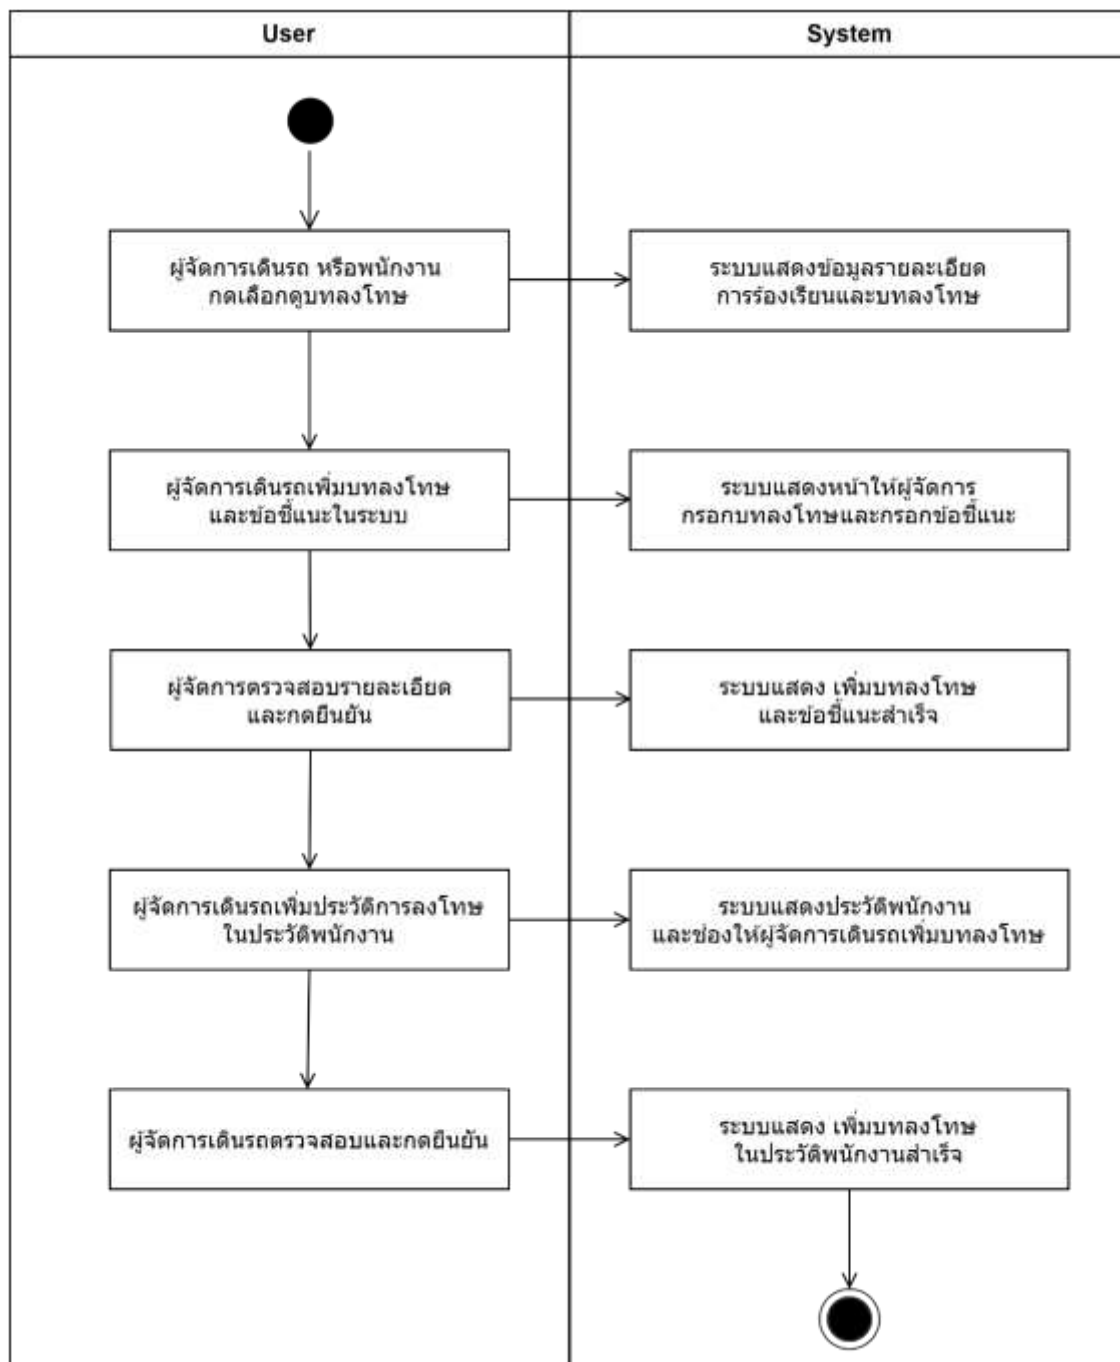 User
System
ผู้จัดการเดินรถ หรือพนักงาน
กดเลือกดูบทลงโทษ
ระบบแสดงข้อมูลรายละเอียด
การร้องเรียนและบทลงโทษ
ผู้จัดการเดินรถเพิ่มบทลงโทษ
และข้อชี้แนะในระบบ
ระบบแสดงหน้าให้ผู้จัดการ
กรอกบทลงโทษและกรอกข้อชี้แนะ
ผู้จัดการตรวจสอบรายละเอียด
และกดยืนยัน
ระบบแสดง เพิ่มบทลงโทษ
และข้อชี้แนะสำเร็จ
ผู้จัดการเดินรถเพิ่มประวัติการลงโทษ
ในประวัติพนักงาน
ระบบแสดงประวัติพนักงาน
และช่องให้ผู้จัดการเดินรถเพิ่มบทลงโทษ
ผู้จัดการเดินรถตรวจสอบและกดยืนยัน
ระบบแสดง เพิ่มบทลงโทษ
ในประวัติพนักงานสำเร็จ